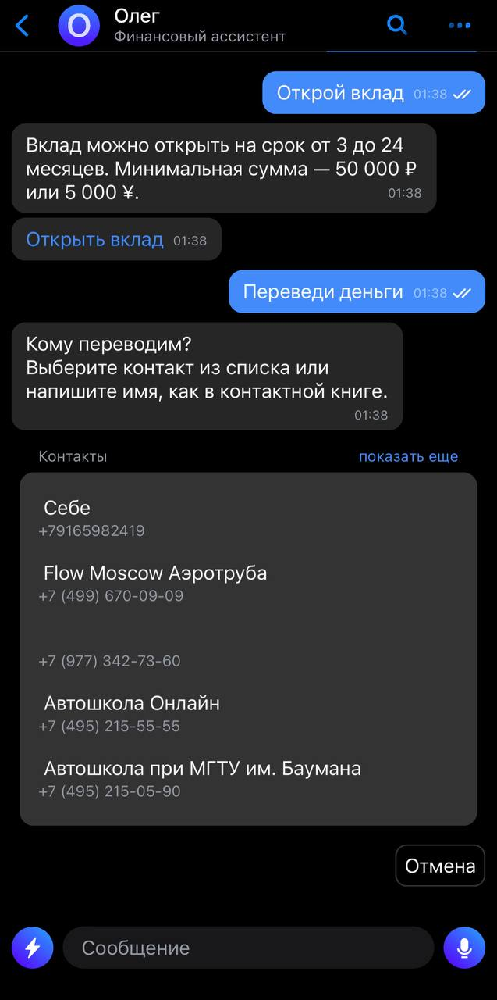 Олег
Финансовый ассистент
Открой вклад 01:38
Вклад можно открыть на срок от 3 до 24
месяцев. Минимальная сумма — 50 000 ₽
или 5 000 ¥. 01:38
Открыть вклад 01:38
Переведи деньги 01:38
Кому переводим?
Выберите контакт из списка или
напишите имя, как в контактной книге.
01:38
Контакты показать еще
Себе
+79165982419
Flow Moscow Аэротруба
+7 (499) 670-09-09
+7 (977) 342-73-60
Автошкола Онлайн
+7 (495) 215-55-55
Автошкола при МГТУ им. Баумана
+7 (495) 215-05-90
Отмена
Сообщение